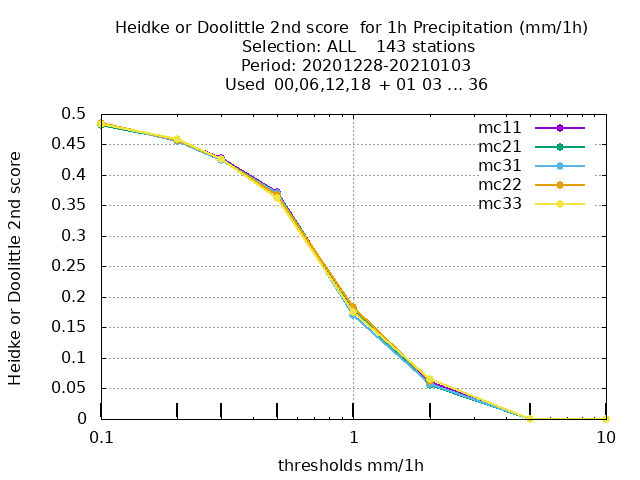 Heidke or Doolittle 2nd score  for 1h Precipitation (mm/1h)
Selection: ALL    143 stations
Period: 20201228-20210103
Used  00,06,12,18  + 01 03 ... 36
Heidke or Doolittle 2nd score
0.5
0.45
0.4
0.35
0.3
0.25
0.2
0.15
0.1
0.05
0
mc11
mc21
mc31
mc22
mc33
0.1
1
10
thresholds mm/1h